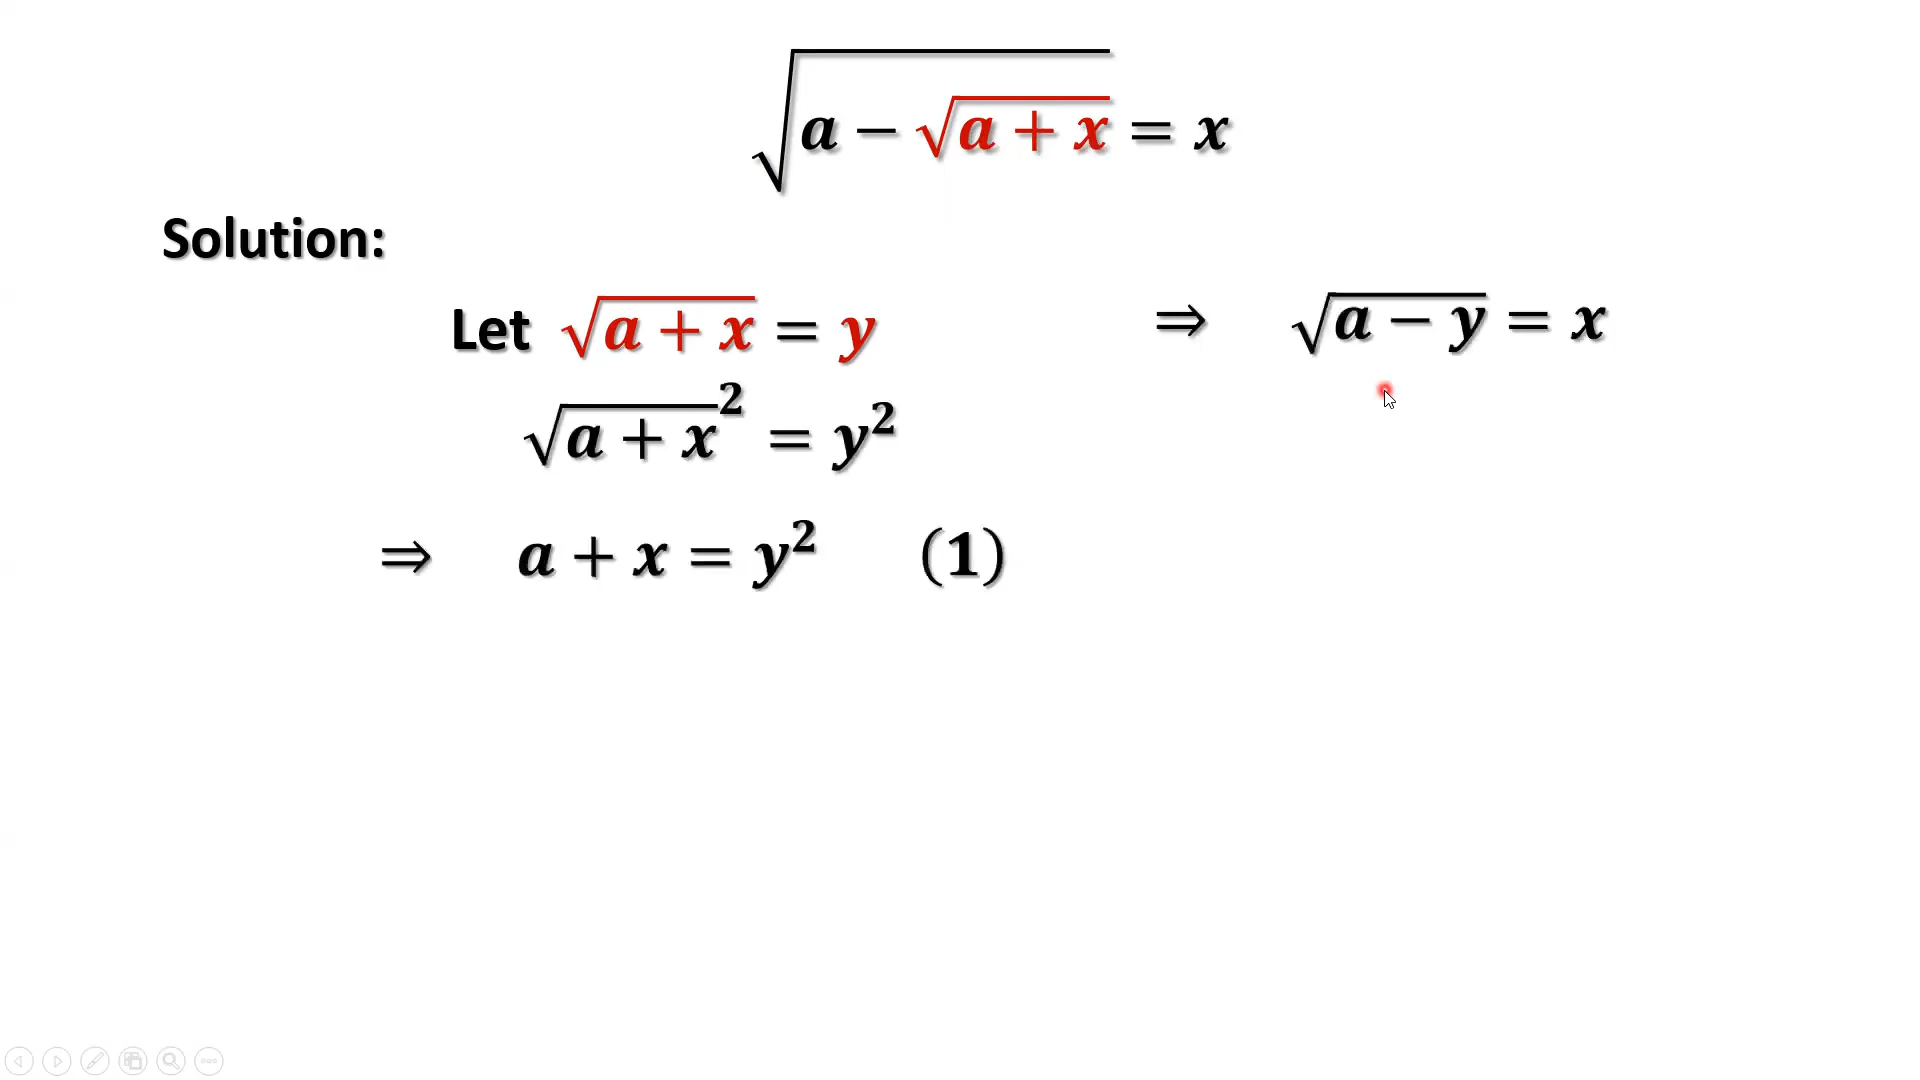 √(a − √(a + x)) = x
Solution:
Let √(a + x) = y ⇒ √(a − y) = x
√(a + x)² = y²
⇒ a + x = y² (1)